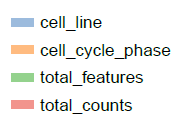 cell_line
cell_cycle_phase
total_features
total_counts